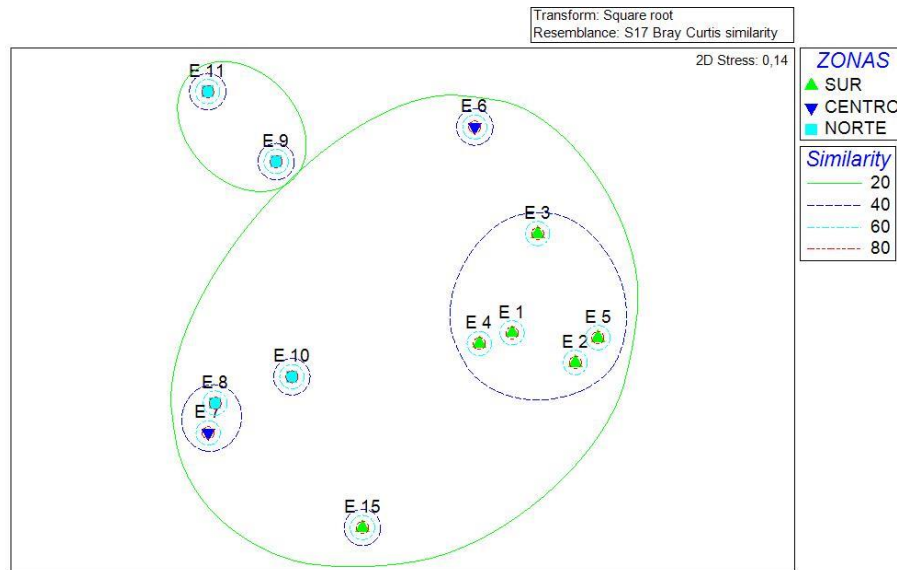 Transform: Square root
Resemblance: S17 Bray Curtis similarity
2D Stress: 0,14
ZONAS
SUR
CENTRO
NORTE
Similarity
20
40
60
80
E 11
E 9
E 6
E 3
E 1
E 4
E 5
E 2
E 10
E 8
E 7
E 15